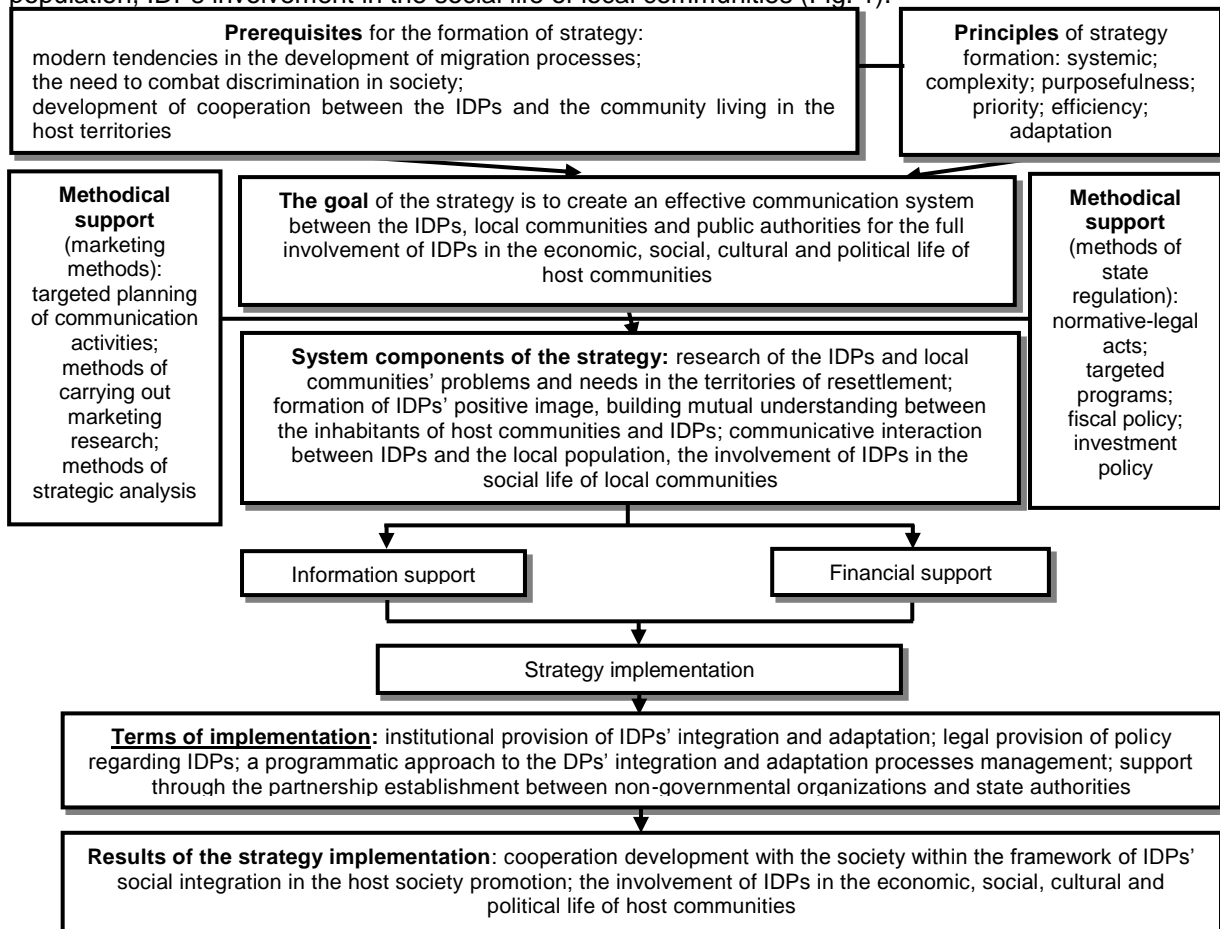 population, IDPs involvement in the social life of local communities (Fig. 1).
Prerequisites for the formation of strategy:
modern tendencies in the development of migration processes;
the need to combat discrimination in society;
development of cooperation between the IDPs and the community living in the
host territories
Principles of strategy
formation: systemic;
complexity; purposefulness;
priority; efficiency;
adaptation
Methodical
support
(marketing
methods):
targeted planning
of communication
activities;
methods of
carrying out
marketing
research;
methods of
strategic analysis
The goal of the strategy is to create an effective communication system
between the IDPs, local communities and public authorities for the full
involvement of IDPs in the economic, social, cultural and political life of
host communities
Methodical
support
(methods of
state
regulation):
normative-legal
acts;
targeted
programs;
fiscal policy;
investment
policy
System components of the strategy: research of the IDPs and local
communities’ problems and needs in the territories of resettlement;
formation of IDPs’ positive image, building mutual understanding between
the inhabitants of host communities and IDPs; communicative interaction
between IDPs and the local population, the involvement of IDPs in the
social life of local communities
Information support
Financial support
Strategy implementation
Terms of implementation: institutional provision of IDPs’ integration and adaptation; legal provision of policy
regarding IDPs; a programmatic approach to the DPs’ integration and adaptation processes management; support
through the partnership establishment between non-governmental organizations and state authorities
Results of the strategy implementation: cooperation development with the society within the framework of IDPs’
social integration in the host society promotion; the involvement of IDPs in the economic, social, cultural and
political life of host communities